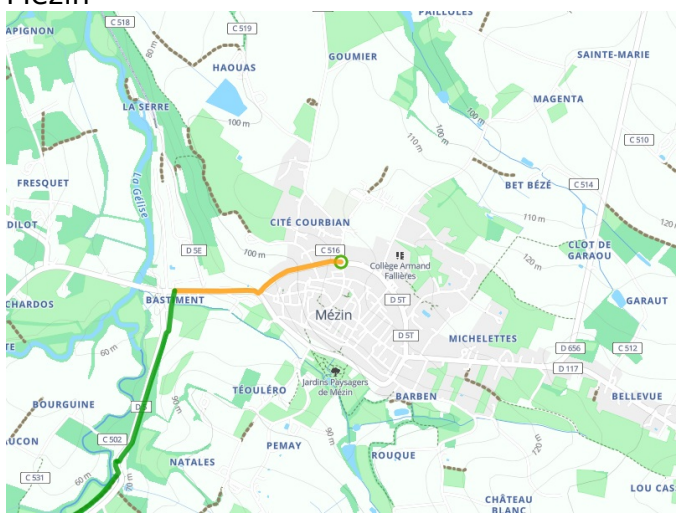 Mézin
PAILLOLES
C 518
C 519
APIGNON
80 m
GOUMIER
SAINTE-MARIE
HAOUAS
MAGENTA
LA SERRE
100 m
100 m
110 m
C 510
La Gélise
FRESQUET
BET BÉZÉ
C 514
110 m
120 m
DILOT
CITÉ COURBIAN
D 5E
100 m
C 516
CLOT DE
GARAOU
Collège Armand
Fallières
120 m
CHARDOS
BASTIMENT
D 5T
GARAUT
Mézin
D 5T
MICHELETTES
60 m
D 656
C 512
D 117
Jardins Paysagers
de Mézin
TÉOULÉRO
BARBEN
BELLEVUE
BOURGUINE
90 m
90 m
C 502
PEMAY
ROUQUE
120 m
AUCON
NATALES
60 m
70 m
C 531
LOU CAS
CHÂTEAU
BLANC